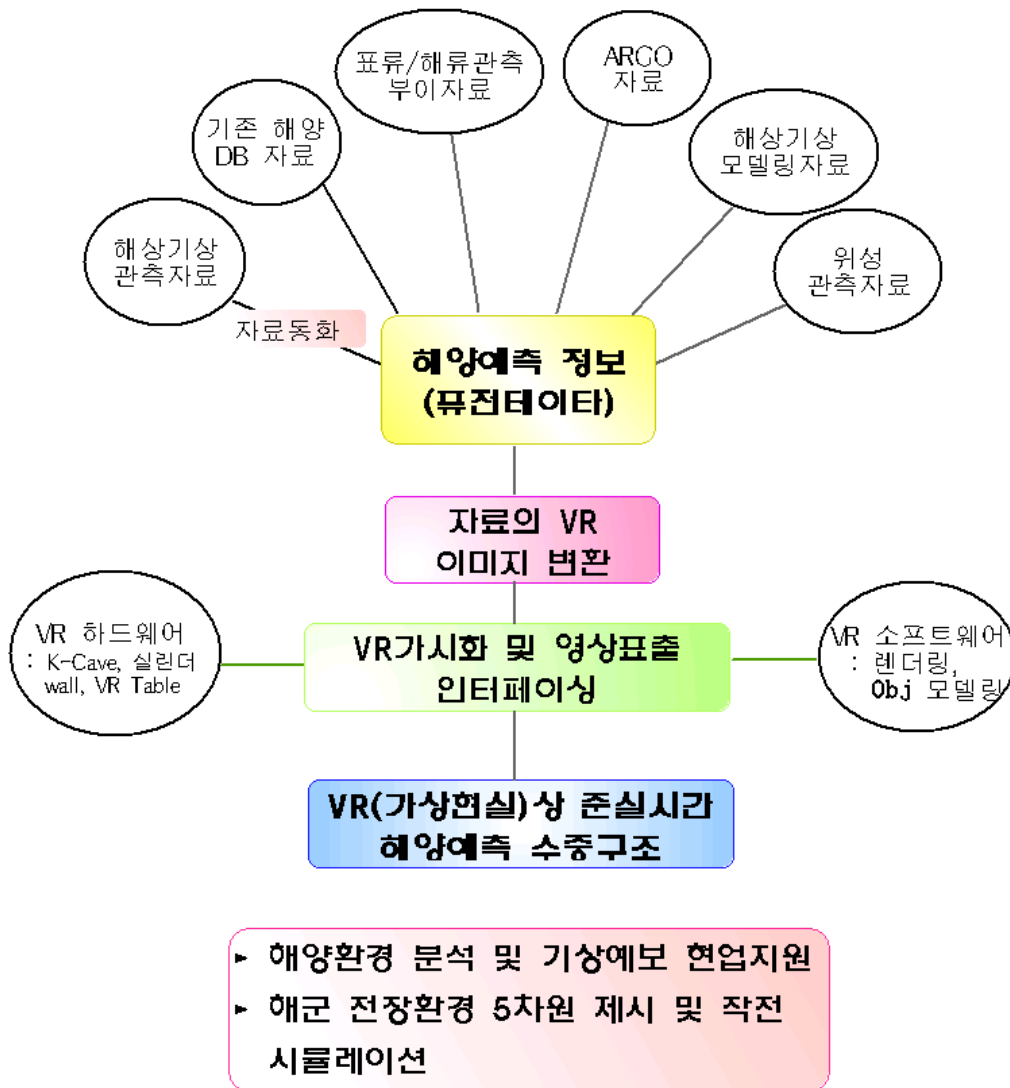 표류/해류관측
부이자료
ARGO
자료
기존 해양
DB 자료
해상기상
모델링자료
해상기상
관측자료
위성
관측자료
자료동화
해양예측 정보
(퓨전테이타)
자료의 VR
이미지 변환
VR 하드웨어
: K-Cave, 실린더
wall, VR Table
VR가시화 및 영상표출
인터페이싱
VR 소프트웨어
: 렌더링,
Obj 모델링
VR(가상현실)상 준실시간
해양예측 수중구조
► 해양환경 분석 및 기상예보 현업지원
► 해군 전장환경 5차원 제시 및 작전
시뮬레이션